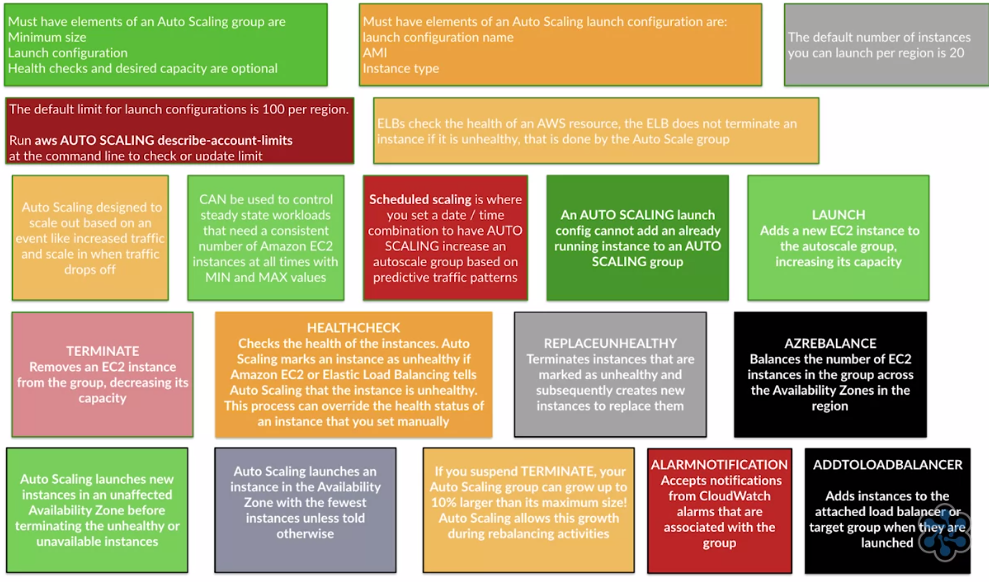 Must have elements of an Auto Scaling group are
Minimum size
Launch configuration
Health checks and desired capacity are optional
Must have elements of an Auto Scaling launch configuration are:
launch configuration name
AMI
Instance type
The default number of instances
you can launch per region is 20
The default limit for launch configurations is 100 per region.
Run aws AUTO SCALING describe-account-limits
at the command line to check or update limit
ELBs check the health of an AWS resource, the ELB does not terminate an
instance if it is unhealthy, that is done by the Auto Scale group
Auto Scaling designed to
scale out based on an
event like increased traffic
and scale in when traffic
drops off
CAN be used to control
steady state workloads
that need a consistent
number of Amazon EC2
instances at all times with
MIN and MAX values
Scheduled scaling is where
you set a date / time
combination to have AUTO
SCALING increase an
autoscale group based on
predictive traffic patterns
An AUTO SCALING launch
config cannot add an already
running instance to an AUTO
SCALING group
LAUNCH
Adds a new EC2 instance to
the autoscale group,
increasing its capacity
TERMINATE
Removes an EC2 instance
from the group, decreasing its
capacity
HEALTHCHECK
Checks the health of the instances. Auto
Scaling marks an instance as unhealthy if
Amazon EC2 or Elastic Load Balancing tells
Auto Scaling that the instance is unhealthy.
This process can override the health status of
an instance that you set manually
REPLACEUNHEALTHY
Terminates instances that are
marked as unhealthy and
subsequently creates new
instances to replace them
AZREBALANCE
Balances the number of EC2
instances in the group across
the Availability Zones in the
region
Auto Scaling launches new
instances in an unaffected
Availability Zone before
terminating the unhealthy or
unavailable instances
Auto Scaling launches an
instance in the Availability
Zone with the fewest
instances unless told
otherwise
If you suspend TERMINATE, your
Auto Scaling group can grow up to
10% larger than its maximum size!
Auto Scaling allows this growth
during rebalancing activities
ALARMNOTIFICATION
Accepts notifications
from CloudWatch
alarms that are
associated with the
group
ADDTOLOADBALANCER
Adds instances to the
attached load balancer or
target group when they are
launched